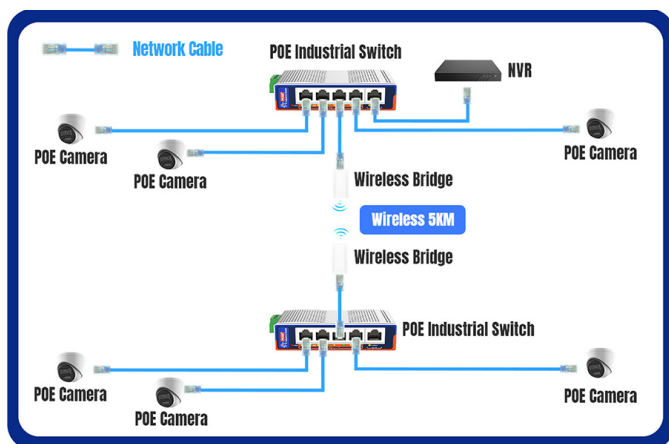 Network Cable
POE Industrial Switch
NVR
POE Camera
POE Camera
POE Camera
Wireless Bridge
Wireless 5KM
Wireless Bridge
POE Industrial Switch
POE Camera
POE Camera
POE Camera